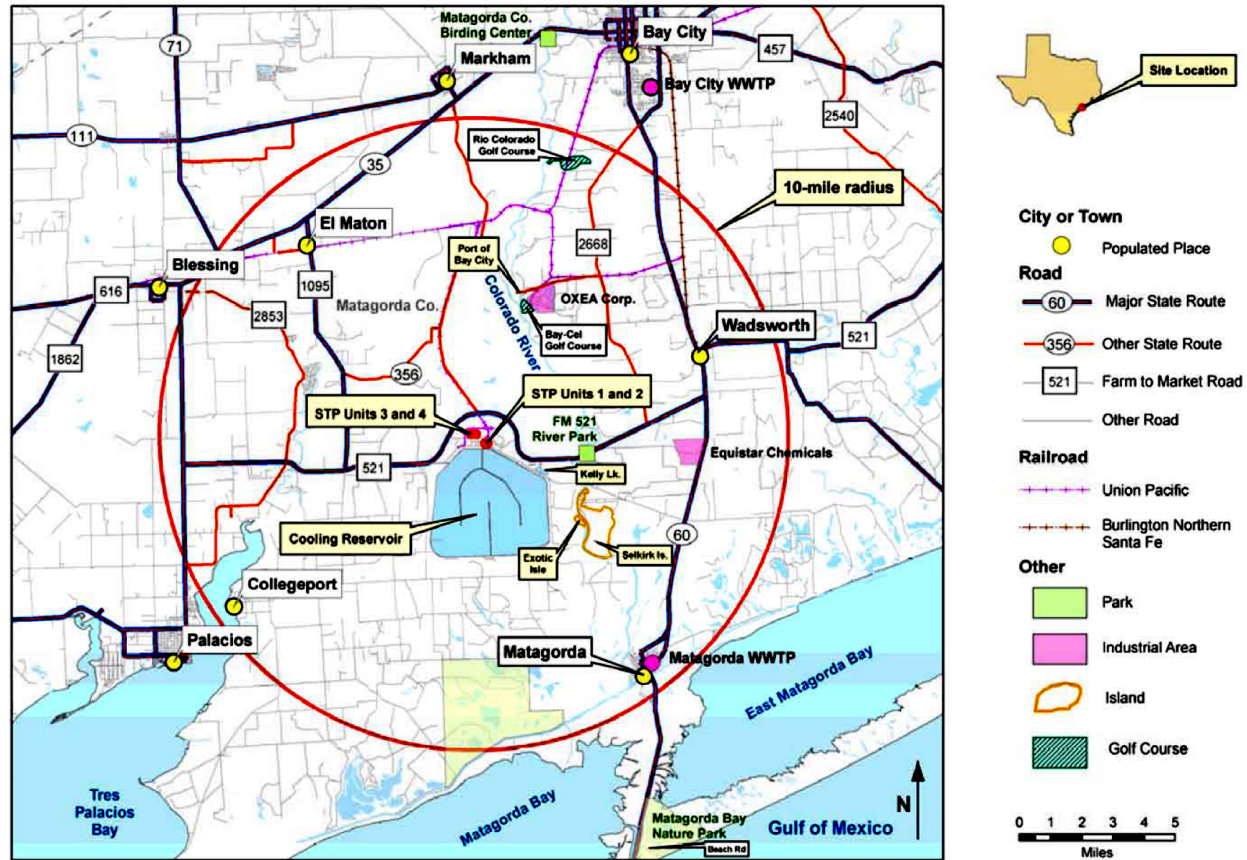 Matagorda Co.
Birding Center
Bay City
71
457
Markham
Bay City WWTP
Site Location
2540
111
Rio Colorado
Golf Course
35
10-mile radius
El Maton
City or Town
Populated Place
Blessing
Port of
Bay City
2668
Road
616
1095
Colorado River
OXEA Corp.
60
Major State Route
2853
Matagorda Co.
Wadsworth
Bay-Cel
Golf Course
521
356
Other State Route
1862
356
521
Farm to Market Road
STP Units 3 and 4
STP Units 1 and 2
Other Road
FM 521
River Park
Equistar Chemicals
521
Kelly Lk.
Railroad
Union Pacific
Cooling Reservoir
60
Burlington Northern
Santa Fe
Exotic
Isle
Selkirk Is.
Other
Collegeport
Park
Palacios
Matagorda
Matagorda WWTP
Industrial Area
East Matagorda Bay
Island
Golf Course
Tres
Palacios
Bay
Matagorda Bay
N
Matagorda Bay
Nature Park
Gulf of Mexico
Beach Rd
0 1 2 3 4 5
Miles